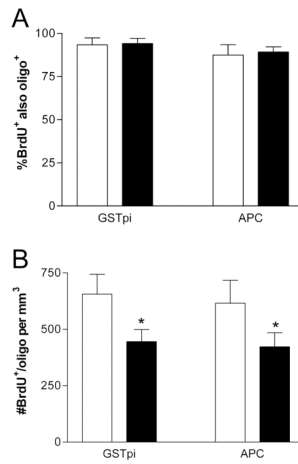 A
%BrdU⁺ also oligo⁺
100
75
50
25
0
GSTpi APC
B
#BrdU⁺/oligo per mm³
750
500
250
0
* *
GSTpi APC